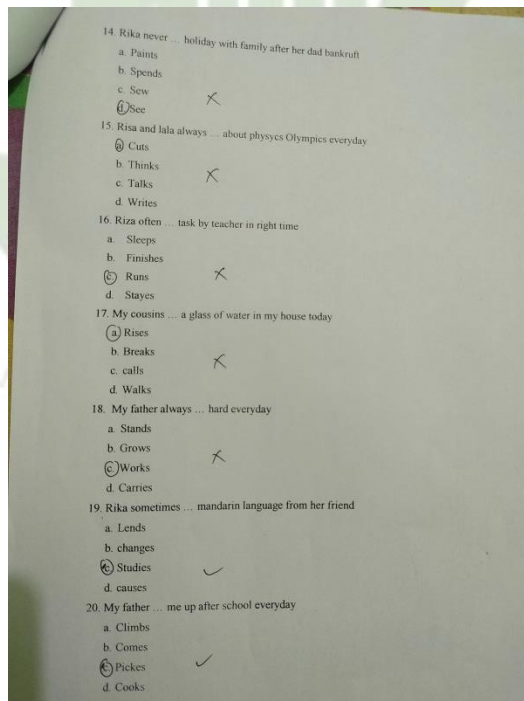 14. Rika never ... holiday with family after her dad bankruft
a. Paints
b. Spends
c. Sew
d. See
15. Risa and lala always ... about physycs Olympics everyday
a. Cuts
b. Thinks
c. Talks
d. Writes
16. Riza often ... task by teacher in right time
a. Sleeps
b. Finishes
c. Runs
d. Stayes
17. My cousins ... a glass of water in my house today
a. Rises
b. Breaks
c. calls
d. Walks
18. My father always ... hard everyday
a. Stands
b. Grows
c. Works
d. Carries
19. Rika sometimes ... mandarin language from her friend
a. Lends
b. changes
c. Studies
d. causes
20. My father ... me up after school everyday
a. Climbs
b. Comes
c. Pickes
d. Cooks